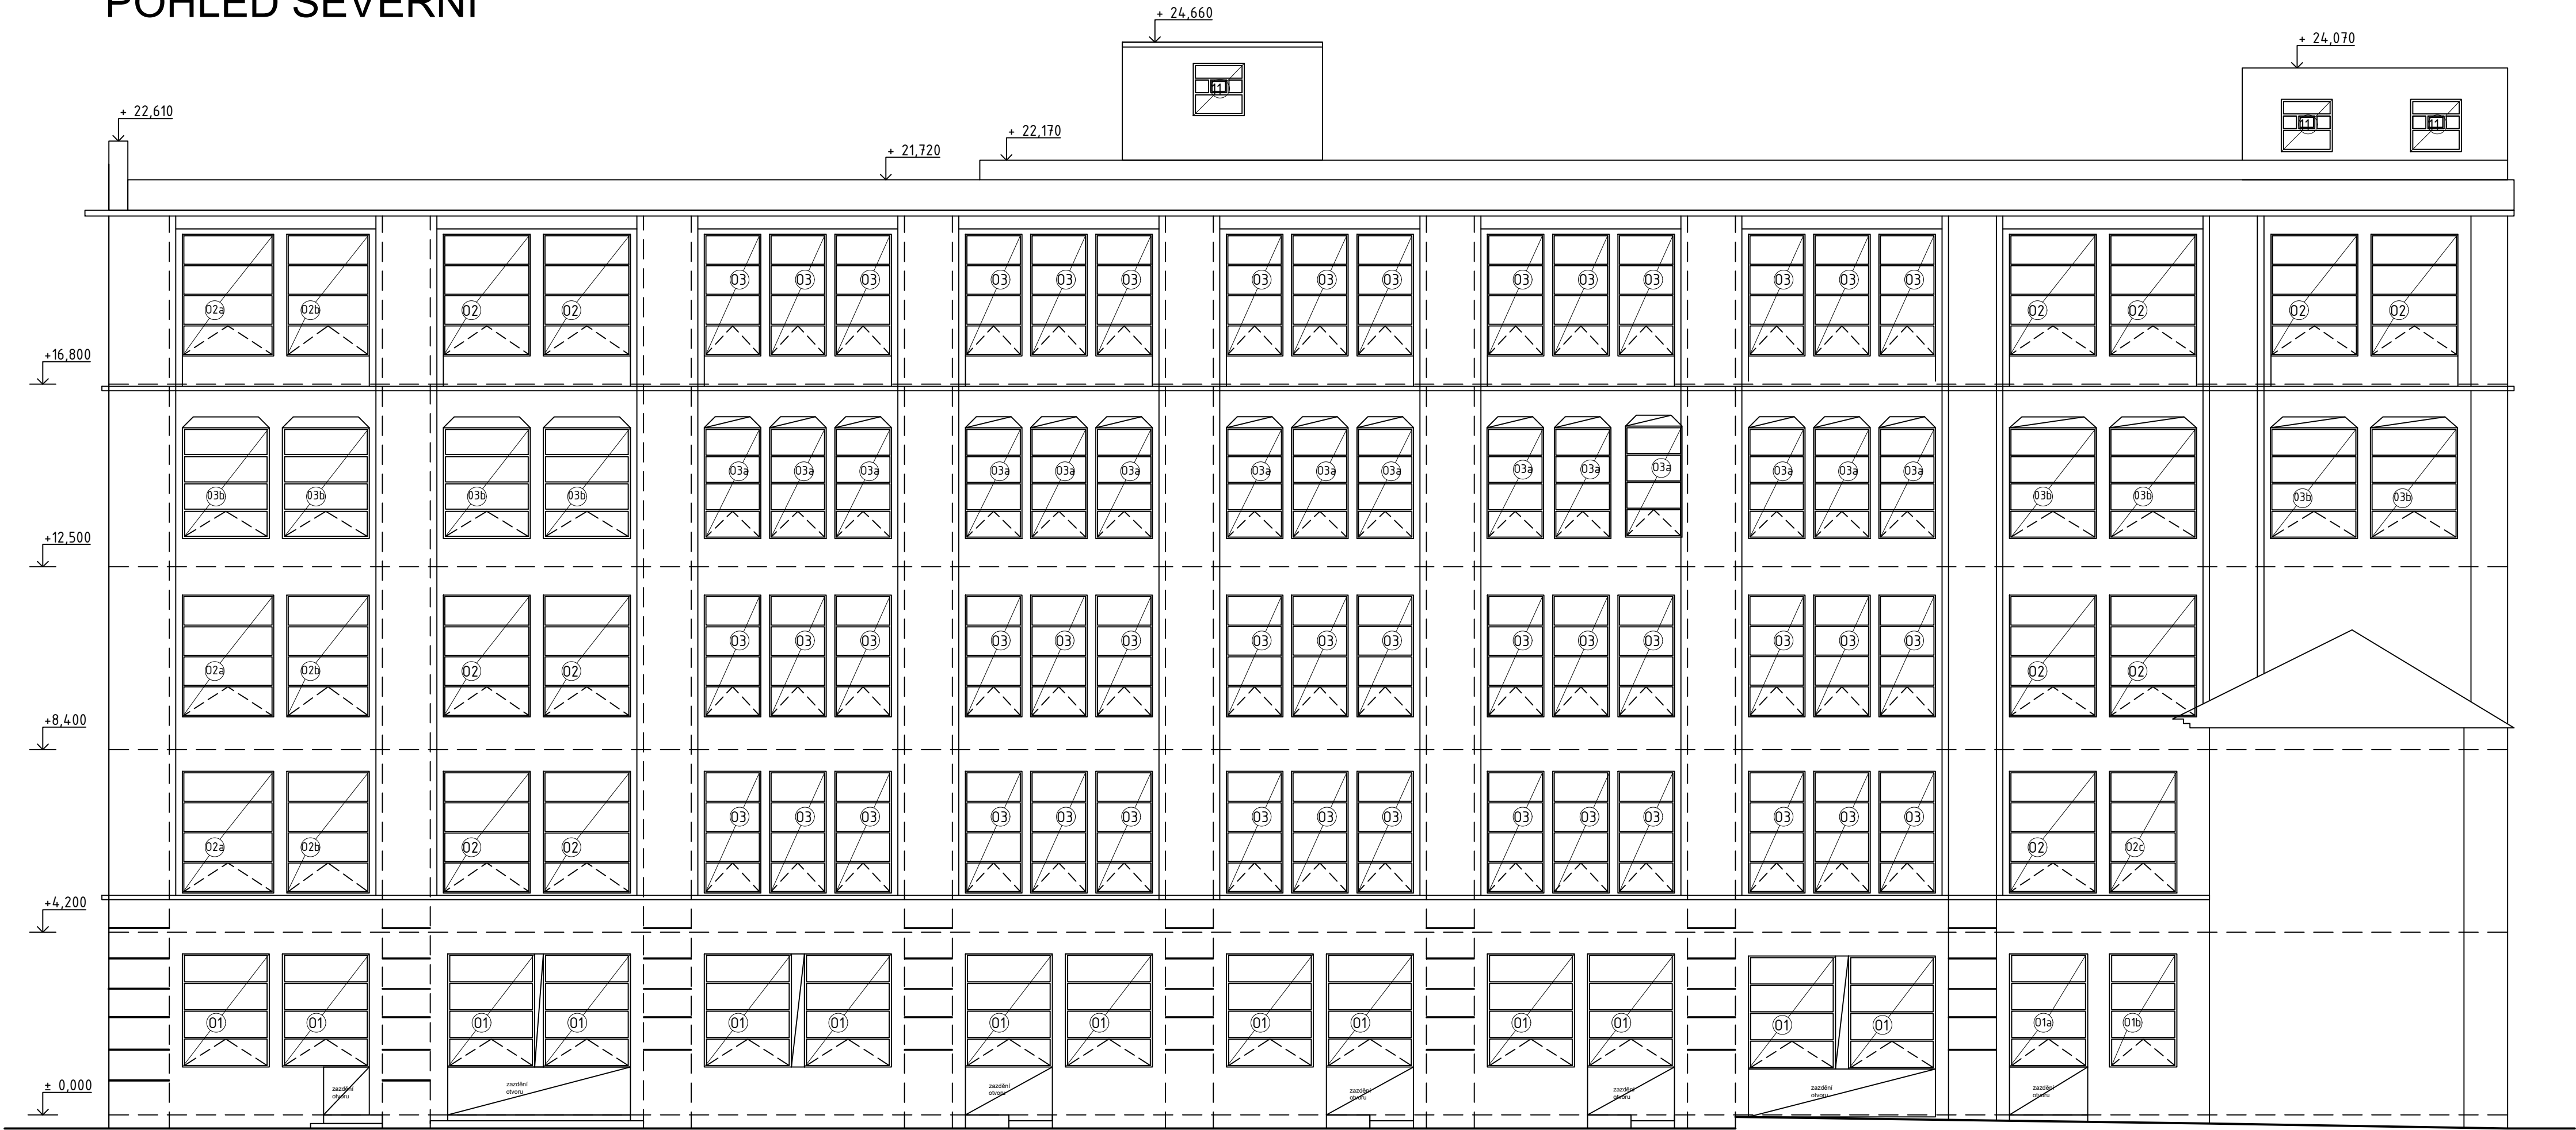 POHLED SEVERNÍ
+ 24,660
+ 24,070
11
+ 22,610
11 11
+ 22,170
+ 21,720
03 03 03 03 03 03 03 03 03 03 03 03 03 03 03
02a 02b 02 02 02 02 02 02
+16,800
03a 03a 03a 03a 03a 03a 03a 03a 03a 03a 03a 03a 03a 03a 03a
03b 03b 03b 03b 03b 03b 03b 03b
+12,500
03 03 03 03 03 03 03 03 03 03 03 03 03 03 03
02a 02b 02 02 02 02
+8,400
03 03 03 03 03 03 03 03 03 03 03 03 03 03 03
02a 02b 02 02 02 02c
+4,200
01 01 01 01 01 01 01 01 01 01 01 01 01 01 01a 01b
± 0,000
zazdění
otvoru
zazdění
otvoru
zazdění
otvoru
zazdění
otvoru
zazdění
otvoru
zazdění
otvoru
zazdění
otvoru